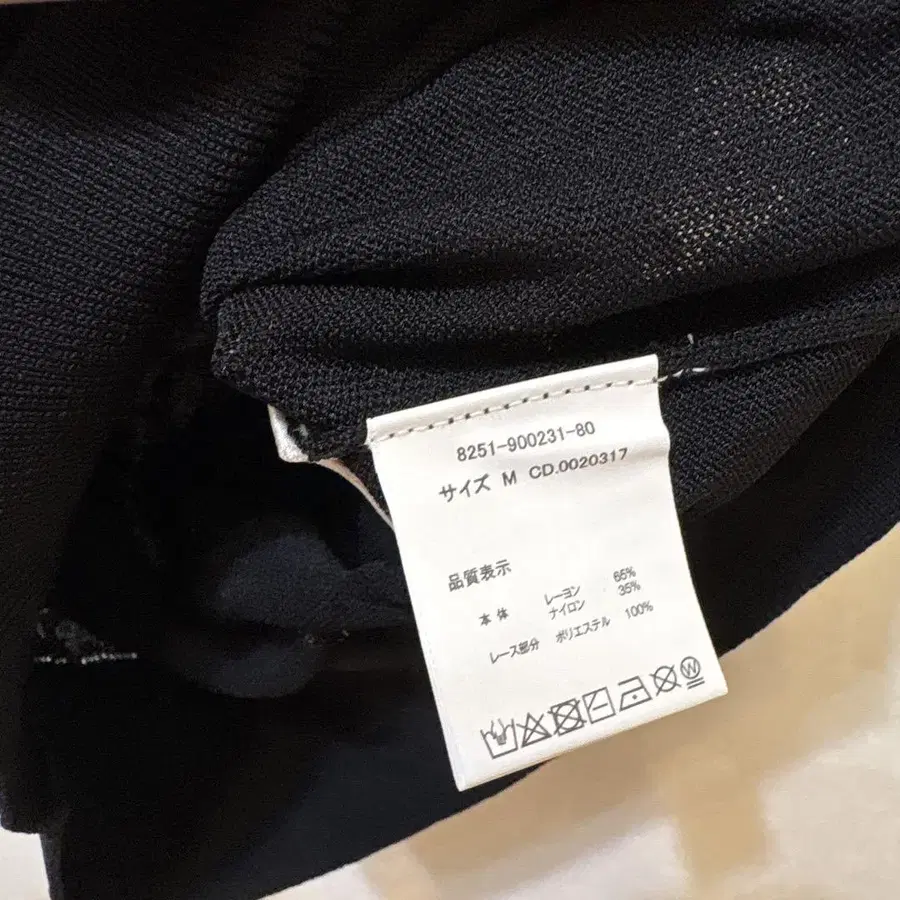 8251-900231-80
サイズ M CD.0020317
品質表示
本体 レーヨン 65%
ナイロン 35%
レース部分 ポリエステル 100%